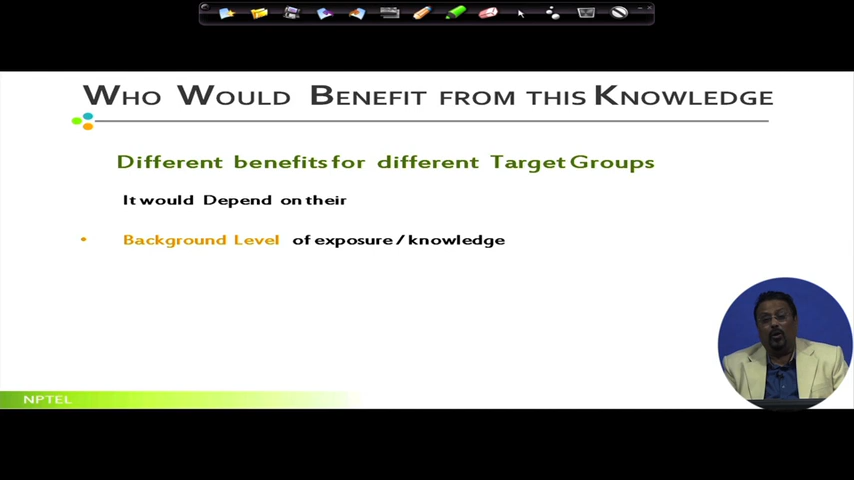 WHO WOULD BENEFIT FROM THIS KNOWLEDGE
Different benefits for different Target Groups
It would Depend on their
• Background Level of exposure / knowledge
NPTEL